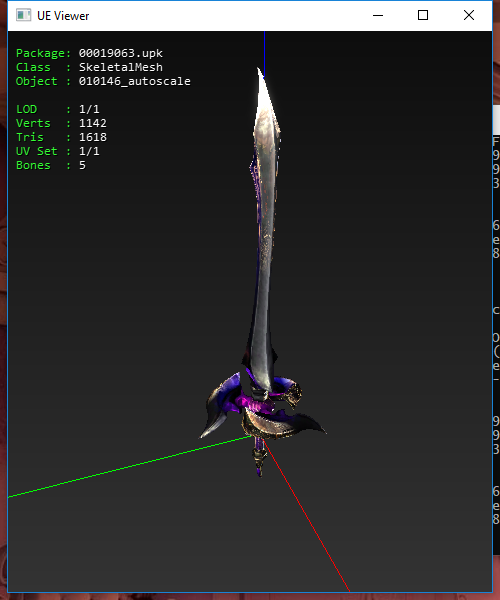 UE Viewer
Package: 00019063.upk
Class : SkeletalMesh
Object : 010146_autoscale
LOD : 1/1
Verts : 1142
Tris : 1618
UV Set : 1/1
Bones : 5